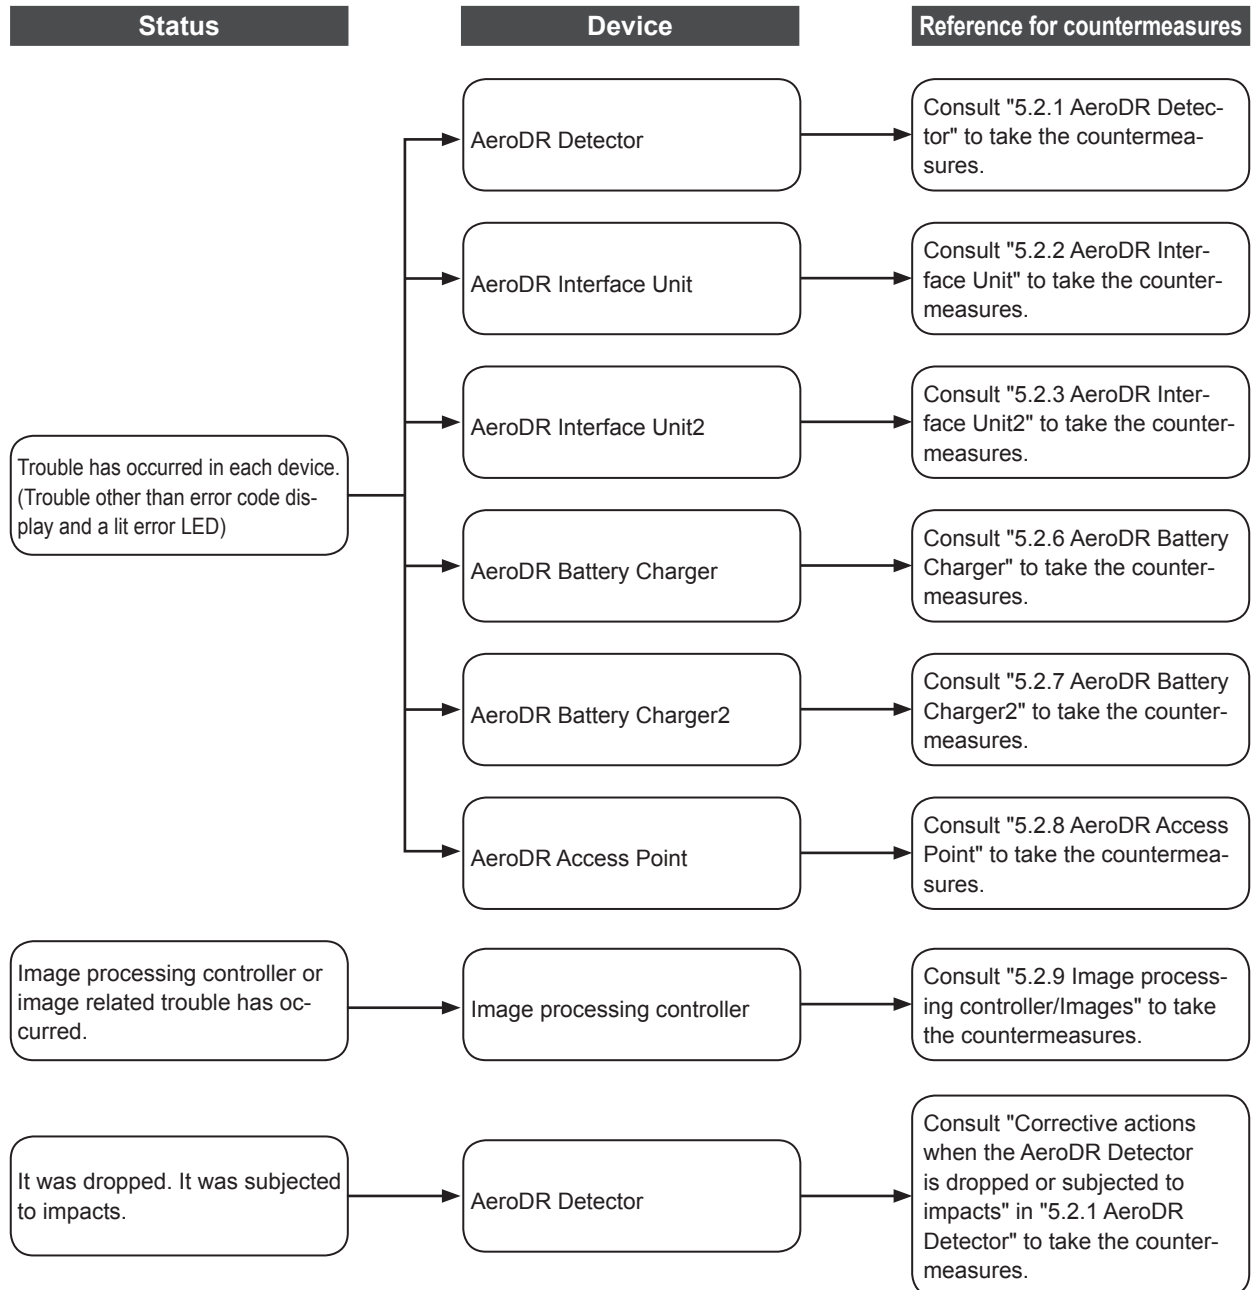 Status
Device
Reference for countermeasures
AeroDR Detector
Consult "5.2.1 AeroDR Detec-
tor" to take the countermea-
sures.
AeroDR Interface Unit
Consult "5.2.2 AeroDR Inter-
face Unit" to take the counter-
measures.
AeroDR Interface Unit2
Consult "5.2.3 AeroDR Inter-
face Unit2" to take the counter-
measures.
Trouble has occurred in each device.
(Trouble other than error code dis-
play and a lit error LED)
AeroDR Battery Charger
Consult "5.2.6 AeroDR Battery
Charger" to take the counter-
measures.
AeroDR Battery Charger2
Consult "5.2.7 AeroDR Battery
Charger2" to take the counter-
measures.
AeroDR Access Point
Consult "5.2.8 AeroDR Access
Point" to take the countermea-
sures.
Image processing controller or
image related trouble has oc-
curred.
Image processing controller
Consult "5.2.9 Image process-
ing controller/Images" to take
the countermeasures.
It was dropped. It was subjected
to impacts.
AeroDR Detector
Consult "Corrective actions
when the AeroDR Detector
is dropped or subjected to
impacts" in "5.2.1 AeroDR
Detector" to take the counter-
measures.